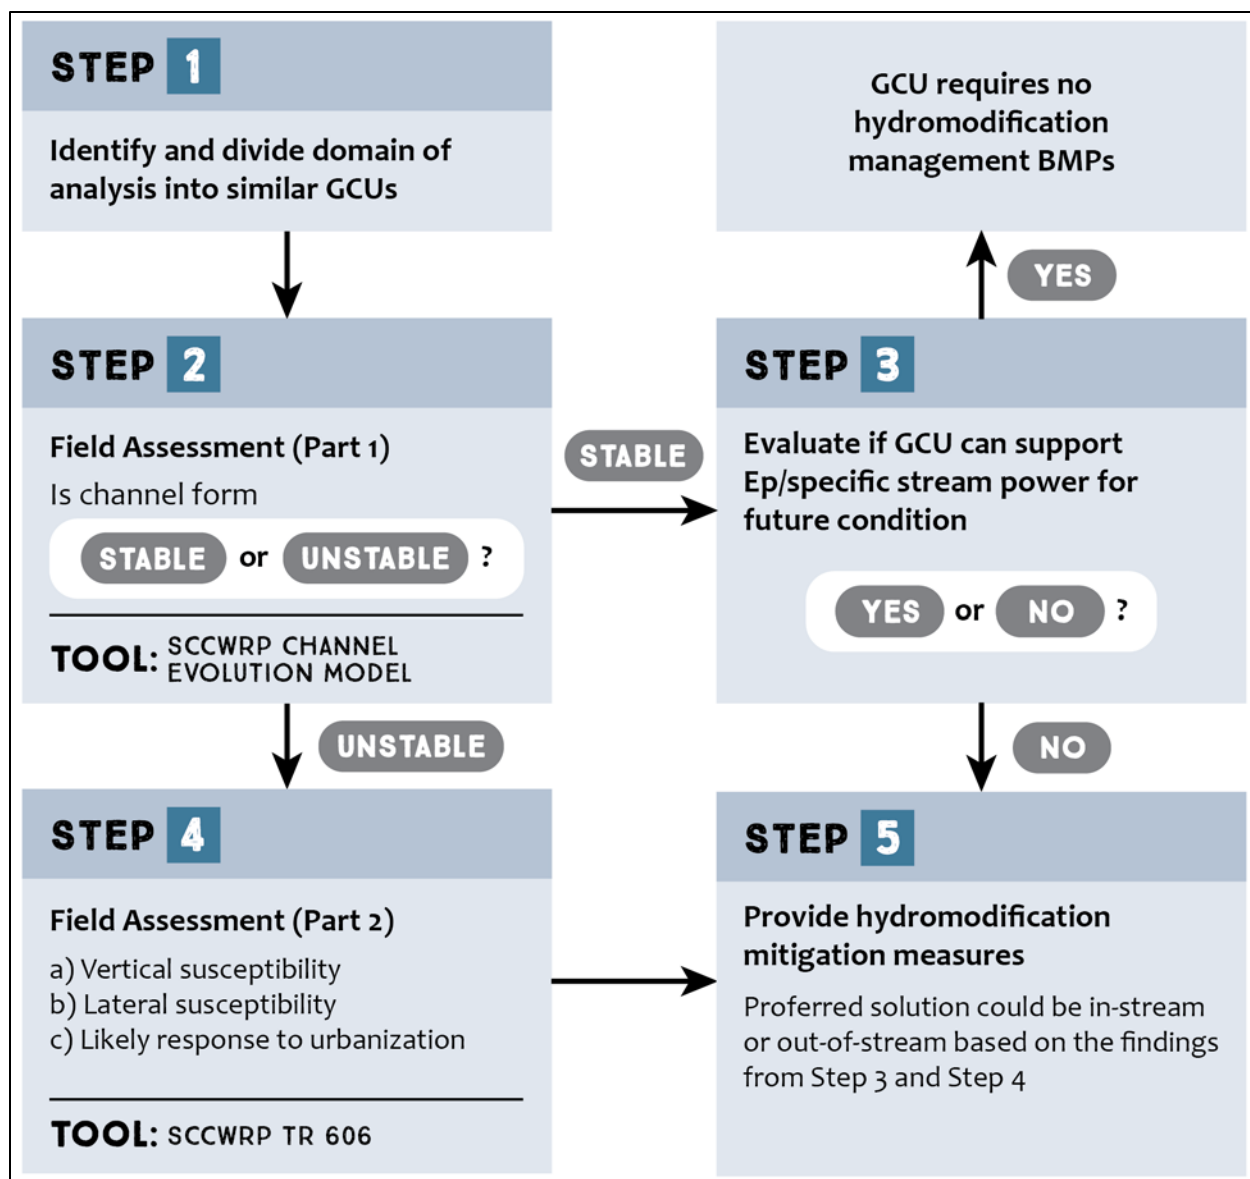 STEP 1
Identify and divide domain of
analysis into similar GCUs
STEP 2
Field Assessment (Part 1)
Is channel form
STABLE or UNSTABLE ?
TOOL: SCCWRP CHANNEL
EVOLUTION MODEL
STABLE
UNSTABLE
STEP 3
Evaluate if GCU can support
Ep/specific stream power for
future condition
YES or NO ?
YES
GCU requires no
hydromodification
management BMPs
NO
STEP 4
Field Assessment (Part 2)
a) Vertical susceptibility
b) Lateral susceptibility
c) Likely response to urbanization
TOOL: SCCWRP TR 606
STEP 5
Provide hydromodification
mitigation measures
Proferred solution could be in-stream
or out-of-stream based on the findings
from Step 3 and Step 4